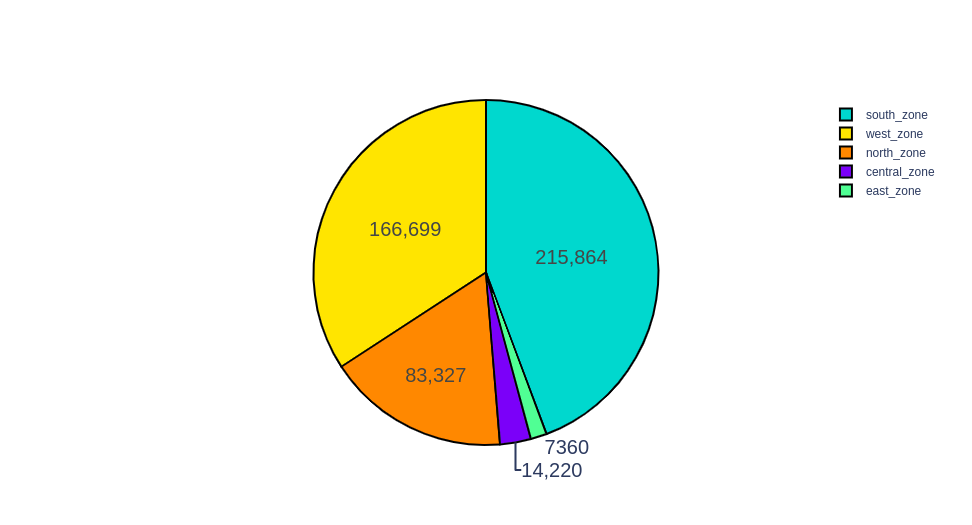 south_zone
west_zone
north_zone
central_zone
east_zone
166,699
215,864
83,327
7360
14,220